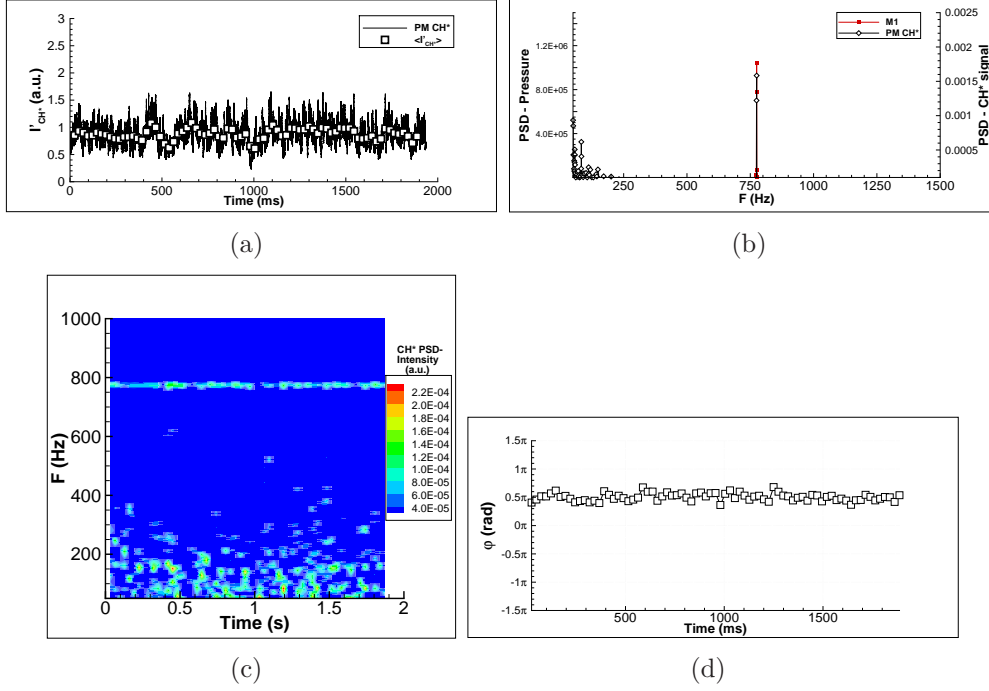 3
2.5
2
1.5
1
0.5
0
I'CH* (a.u.)
0 500 1000 1500 2000
Time (ms)
PM CH*
<I'CH*>
(a)
1.2E+06
8.0E+05
4.0E+05
PSD - Pressure
M1
PM CH*
0.0025
0.002
0.0015
0.001
0.0005
PSD - CH* signal
250 500 750 1000 1250 1500
F (Hz)
(b)
1000
800
600
400
200
F (Hz)
0 0.5 1 1.5 2
Time (s)
CH* PSD-
Intensity
(a.u.)
2.2E-04
2.0E-04
1.8E-04
1.6E-04
1.4E-04
1.2E-04
1.0E-04
8.0E-05
6.0E-05
4.0E-05
(c)
1.5π
1π
0.5π
0π
-0.5π
-1π
-1.5π
φ (rad)
500 1000 1500
Time (ms)
(d)